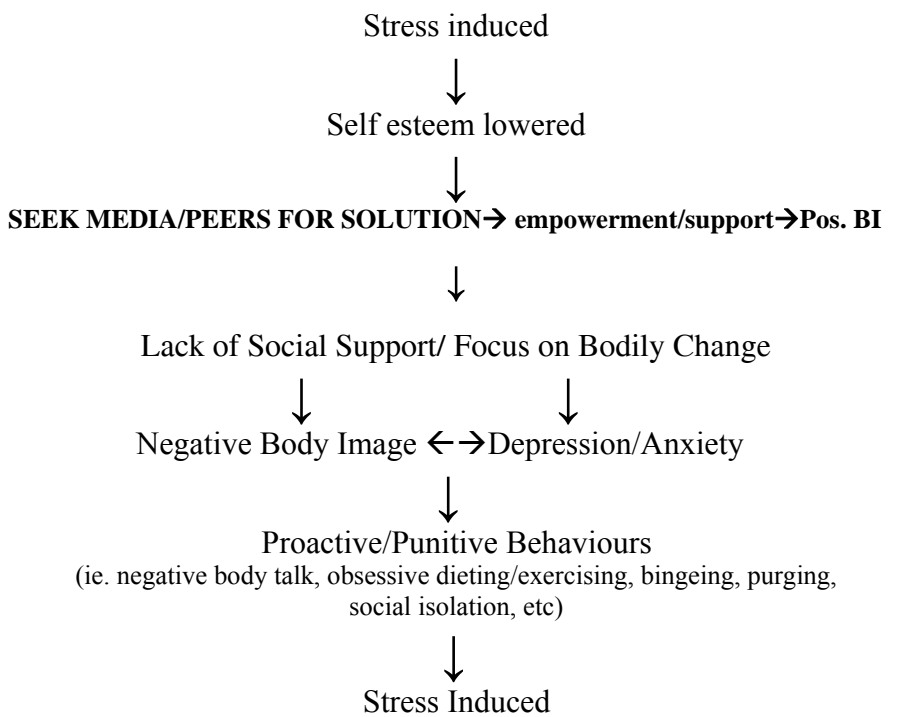 Stress induced
↓
Self esteem lowered
↓
SEEK MEDIA/PEERS FOR SOLUTION→ empowerment/support→Pos. BI
↓
Lack of Social Support/ Focus on Bodily Change
↓ ↓
Negative Body Image ←→Depression/Anxiety
↓
Proactive/Punitive Behaviours
(ie. negative body talk, obsessive dieting/exercising, bingeing, purging,
social isolation, etc)
↓
Stress Induced